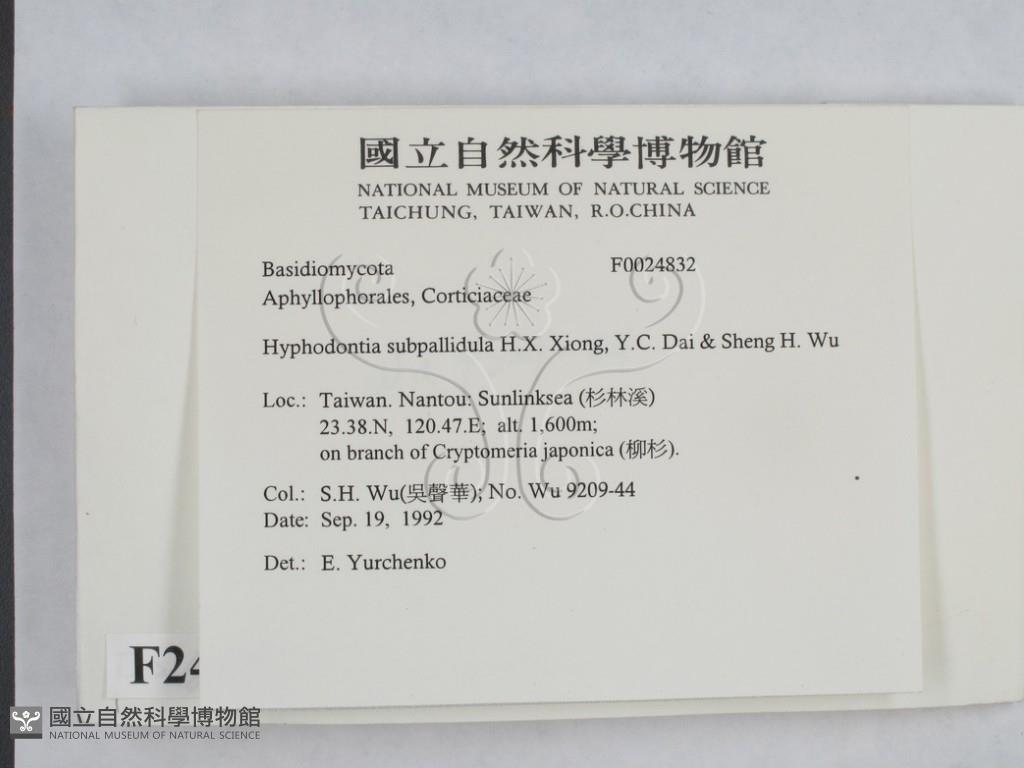 國立自然科學博物館
NATIONAL MUSEUM OF NATURAL SCIENCE
TAICHUNG, TAIWAN, R.O.CHINA
Basidiomycota F0024832
Aphyllophorales, Corticiaceae
Hyphodontia subpallidula H.X. Xiong, Y.C. Dai & Sheng H. Wu
Loc.: Taiwan. Nantou: Sunlinksea (杉林溪)
23.38.N, 120.47.E; alt. 1,600m;
on branch of Cryptomeria japonica (柳杉).
Col.: S.H. Wu(吳聲華); No. Wu 9209-44
Date: Sep. 19, 1992
Det.: E. Yurchenko
F24
國立自然科學博物館
NATIONAL MUSEUM OF NATURAL SCIENCE